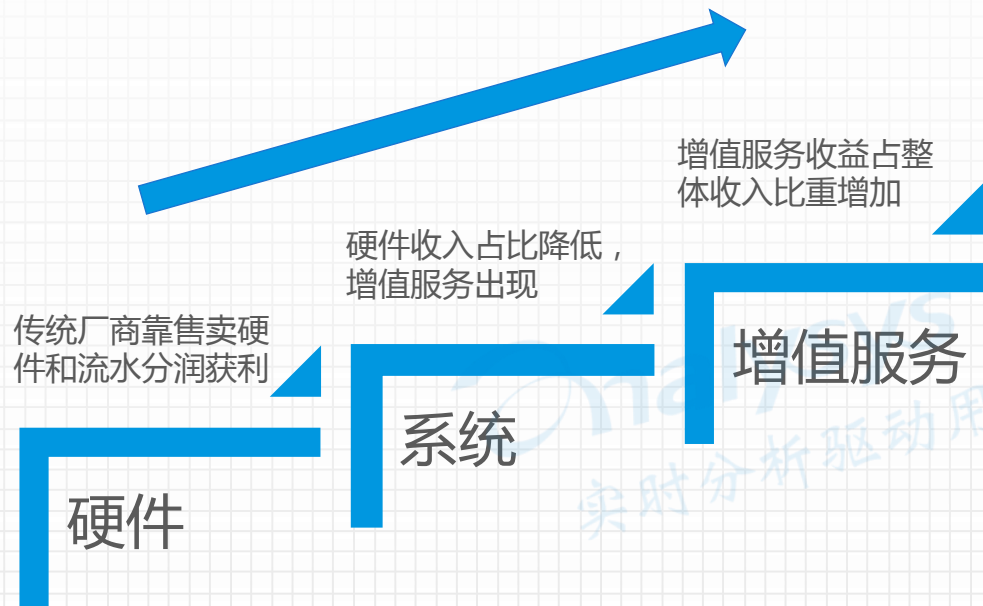 增值服务收益占整
体收入比重增加
硬件收入占比降低，
增值服务出现
传统厂商靠售卖硬
件和流水分润获利
增值服务
系统
硬件
nalysys
实时分析驱动用